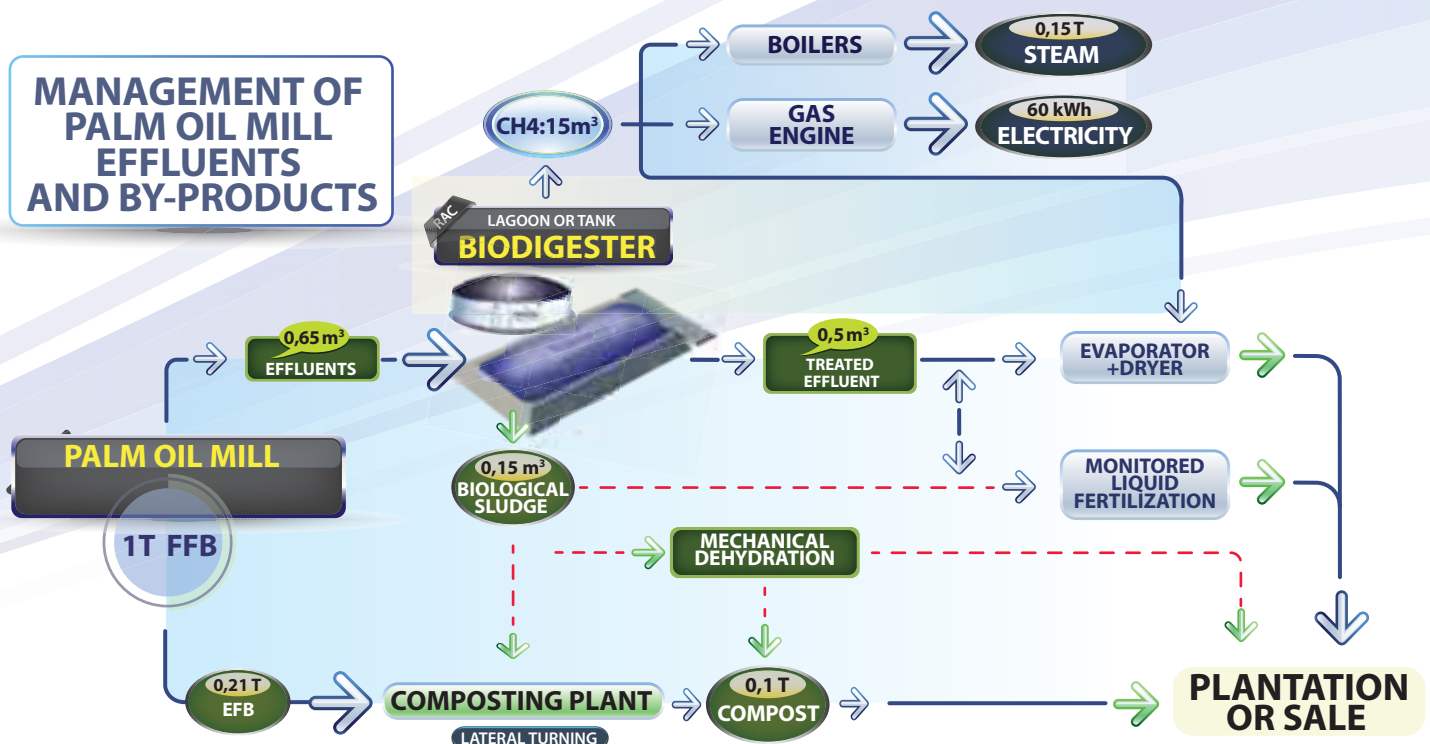 MANAGEMENT OF
PALM OIL MILL
EFFLUENTS
AND BY-PRODUCTS
BOILERS
0,15 T
STEAM
CH4:15m³
GAS
ENGINE
60 kWh
ELECTRICITY
RAC
LAGOON OR TANK
BIODIGESTER
0,65 m³
EFFLUENTS
0,5 m³
TREATED
EFFLUENT
EVAPORATOR
+DRYER
PALM OIL MILL
1T FFB
0,15 m³
BIOLOGICAL
SLUDGE
MONITORED
LIQUID
FERTILIZATION
MECHANICAL
DEHYDRATION
0,21 T
EFB
COMPOSTING PLANT
LATERAL TURNING
0,1 T
COMPOST
PLANTATION
OR SALE